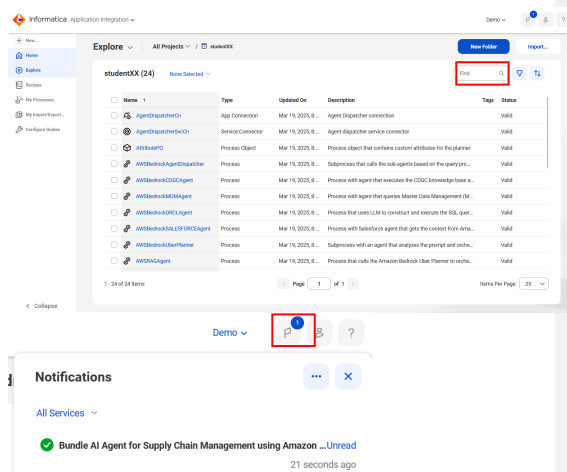 Informatica Application Integration
Demo
1
?
New...
Explore
All Projects / studentXX
New Folder
Import...
Home
Explore
studentXX (24)
None Selected
Find
Recipes
My Processes
Name ↑ Type Updated On Description Tags Status
My Import/Export...
AgentDispatcherCn App Connection Mar 19, 2025, 8:... Agent Dispatcher connection Valid
Configure Guides
AgentDispatcherSvcCn Service Connector Mar 19, 2025, 8:... Agent dispatcher service connector Valid
AttributePO Process Object Mar 19, 2025, 8:... Process object that contains custom attributes for the planner Valid
AWSBedrockAgentDispatcher Process Mar 19, 2025, 8:... Subprocess that calls the sub-agents based on the query pro... Valid
AWSBedrockCDGCAgent Process Mar 19, 2025, 8:... Process with agent that executes the CDGC knowledge base a... Valid
AWSBedrockMDMAgent Process Mar 19, 2025, 8:... Process with agent that queries Master Data Management (M... Valid
AWSBedrockORCLAgent Process Mar 19, 2025, 8:... Process that uses LLM to construct and execute the SQL quer... Valid
AWSBedrockSALESFORCEAgent Process Mar 19, 2025, 8:... Process with Salesforce agent that gets the context from Ama... Valid
AWSBedrockUberPlanner Process Mar 19, 2025, 8:... Subprocess with an agent that analyzes the prompt and orche... Valid
AWSRAGAgent Process Mar 19, 2025, 8:... Process that calls the Amazon Bedrock Uber Planner to orche... Valid
1 - 24 of 24 Items
Page 1 of 1
Items Per Page: 25
Collapse
Demo
1
?
Notifications
...
All Services
Bundle AI Agent for Supply Chain Management using Amazon ...Unread
21 seconds ago